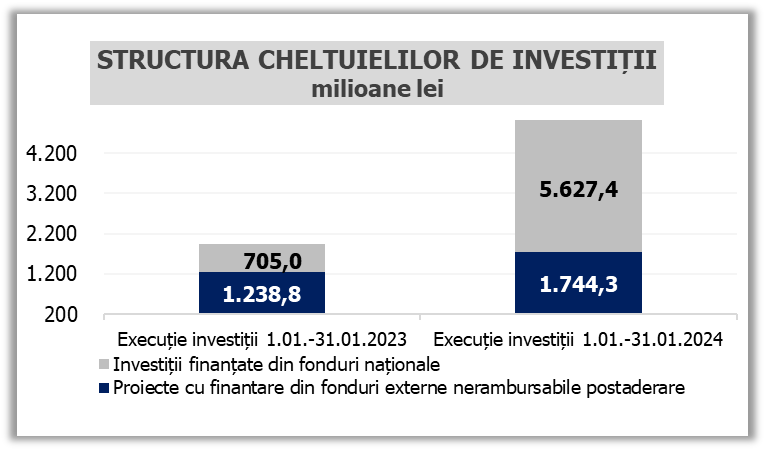 STRUCTURA CHELTUIELILOR DE INVESTIȚII
milioane lei
4.200
3.200
2.200
1.200
200
705,0
1.238,8
5.627,4
1.744,3
Execuție investiții 1.01.-31.01.2023
Execuție investiții 1.01.-31.01.2024
Investiții finanțate din fonduri naționale
Proiecte cu finantare din fonduri externe nerambursabile postaderare